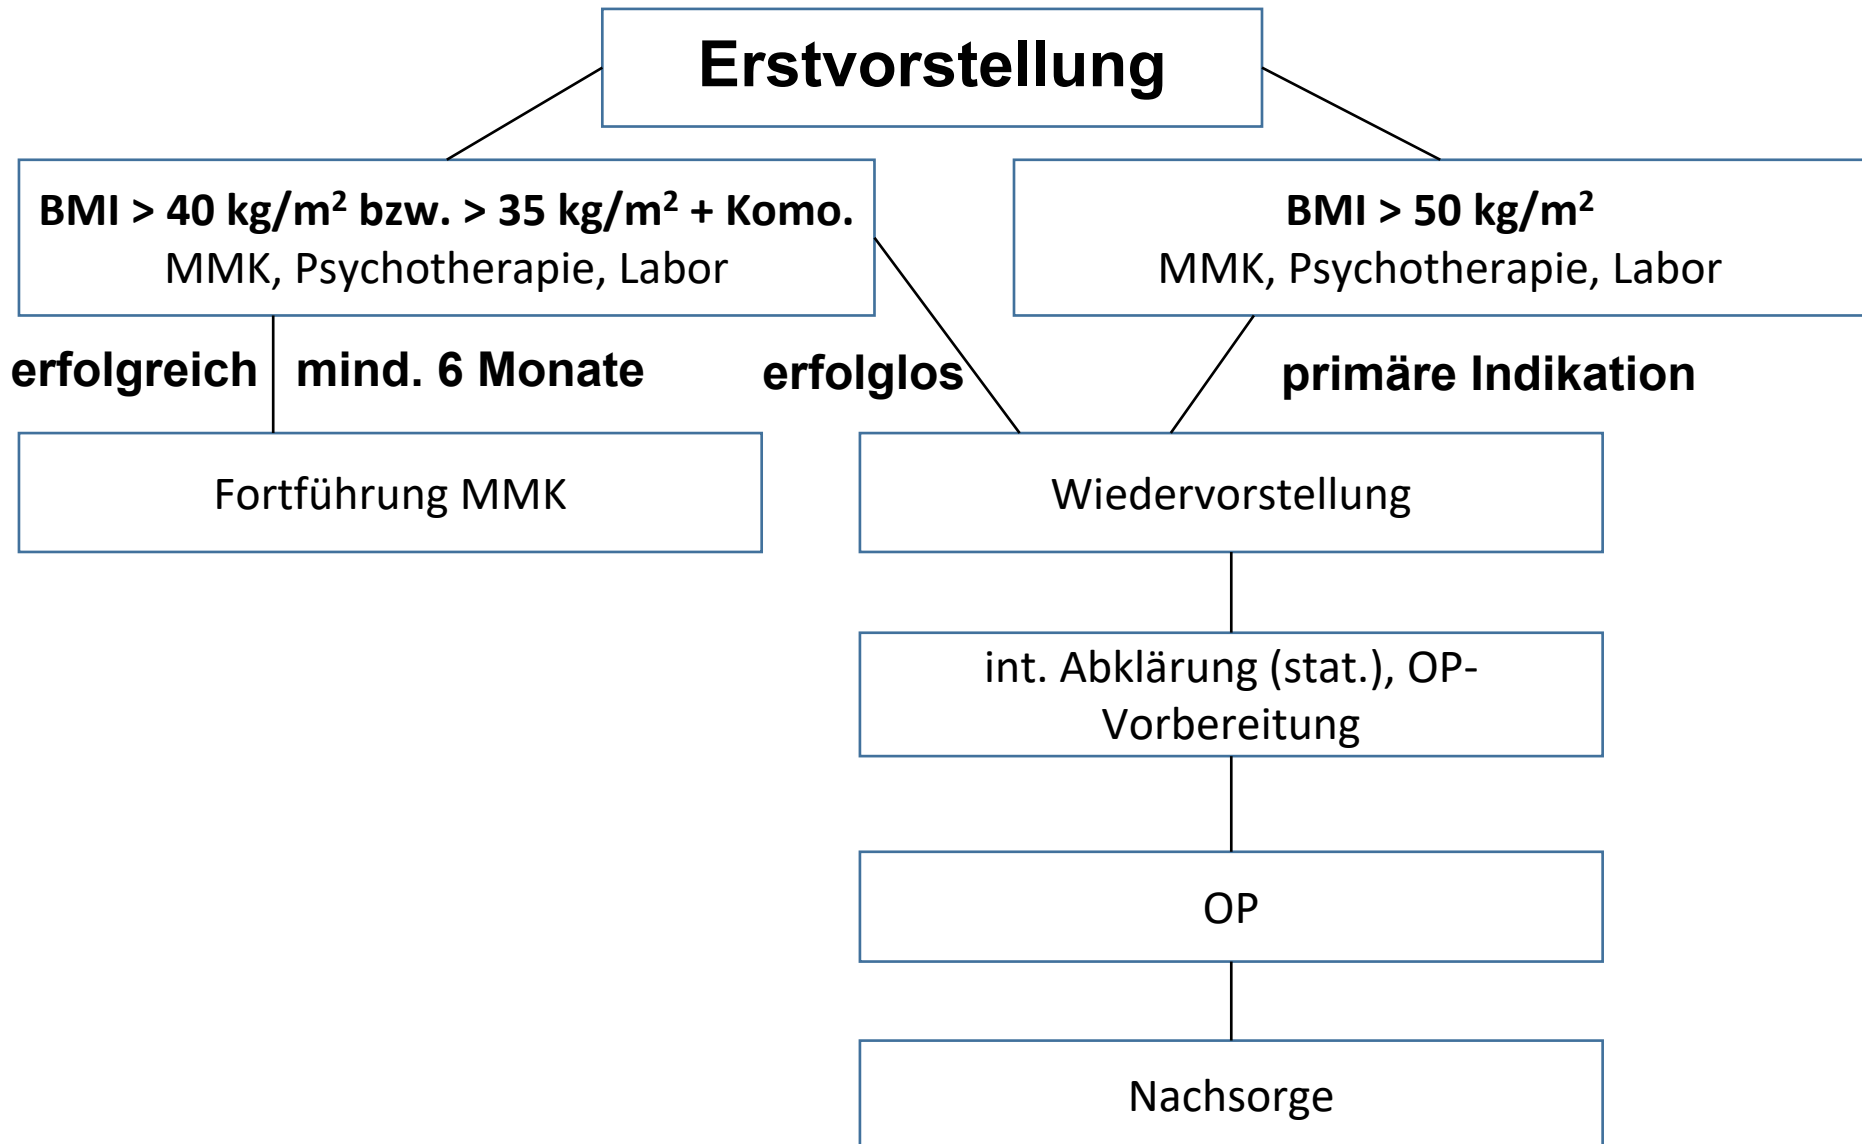 Erstvorstellung
BMI > 40 kg/m² bzw. > 35 kg/m² + Komo.
MMK, Psychotherapie, Labor
BMI > 50 kg/m²
MMK, Psychotherapie, Labor
erfolgreich
mind. 6 Monate
erfolglos
primäre Indikation
Fortführung MMK
Wiedervorstellung
int. Abklärung (stat.), OP-
Vorbereitung
OP
Nachsorge